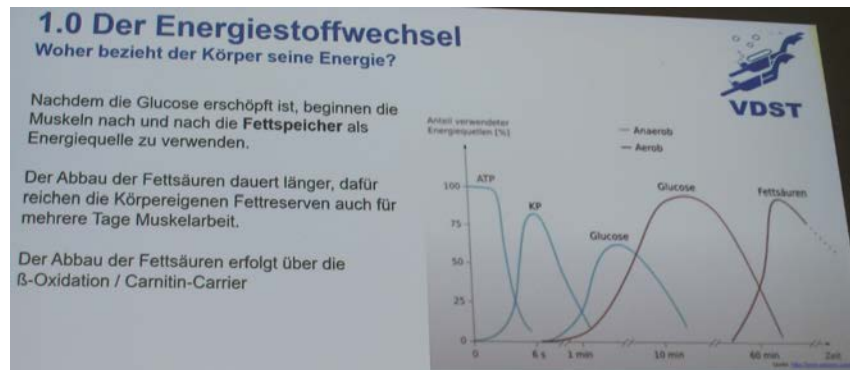 1.0 Der Energiestoffwechsel
Woher bezieht der Körper seine Energie?
VDST
Nachdem die Glucose erschöpft ist, beginnen die
Muskeln nach und nach die Fettspeicher als
Energiequelle zu verwenden.
Der Abbau der Fettsäuren dauert länger, dafür
reichen die Körpereigenen Fettreserven auch für
mehrere Tage Muskelarbeit.
Der Abbau der Fettsäuren erfolgt über die
ß-Oxidation / Carnitin-Carrier
Anteil verwendeter
Energiequellen [%]
Anaerob
Aerob
ATP
KP
Glucose
Glucose
Fettsäuren
100
75
50
25
0
0 6 s 1 min 10 min 60 min Zeit